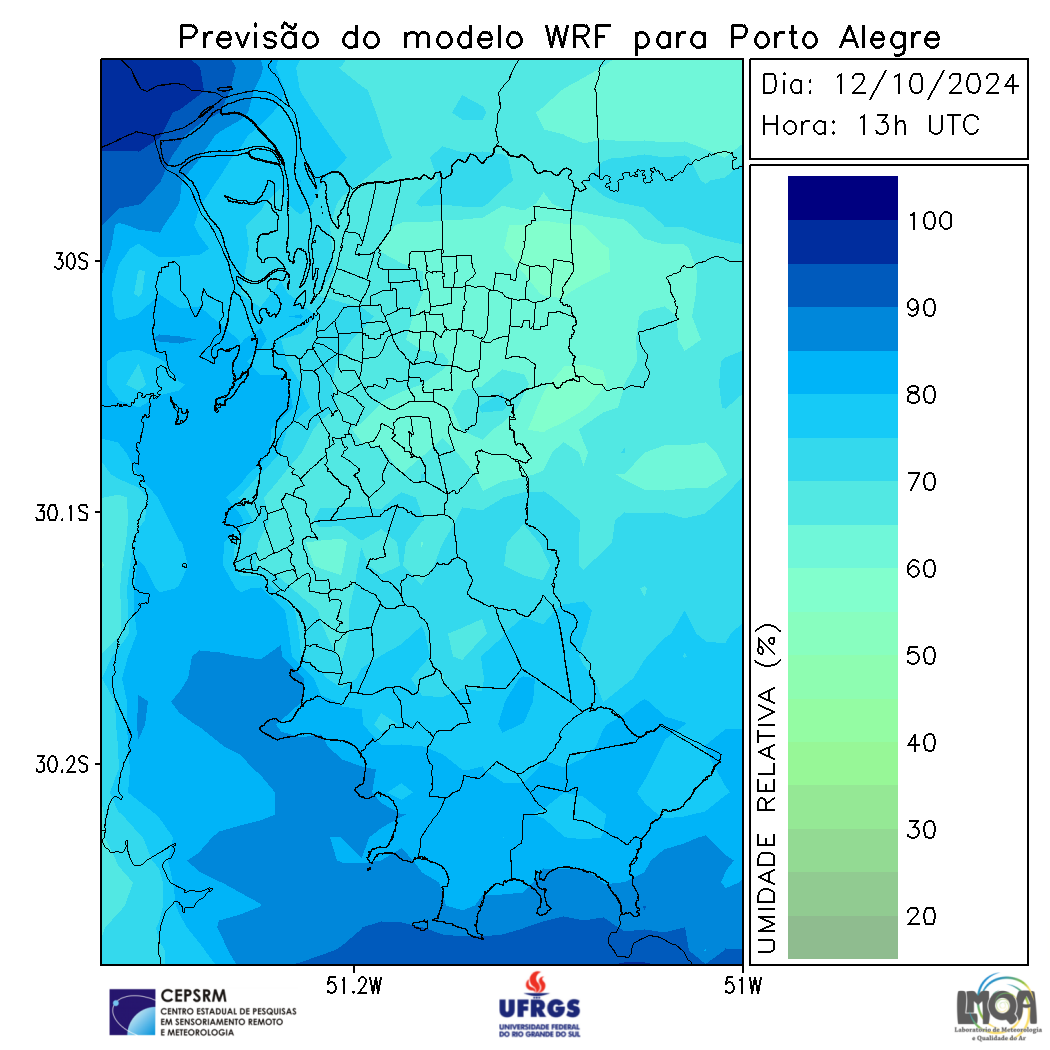 Previsão do modelo WRF para Porto Alegre
Dia: 12/10/2024
Hora: 13h UTC
30S
30.1S
30.2S
51.2W
51W
100
90
80
70
60
50
40
30
20
UMIDADE RELATIVA (%)
CEPSRM
CENTRO ESTADUAL DE PESQUISAS
EM SENSORIAMENTO REMOTO
E METEOROLOGIA
UFRGS
UNIVERSIDADE FEDERAL
DO RIO GRANDE DO SUL
LMQA
Laboratório de Meteorologia
e Qualidade do Ar